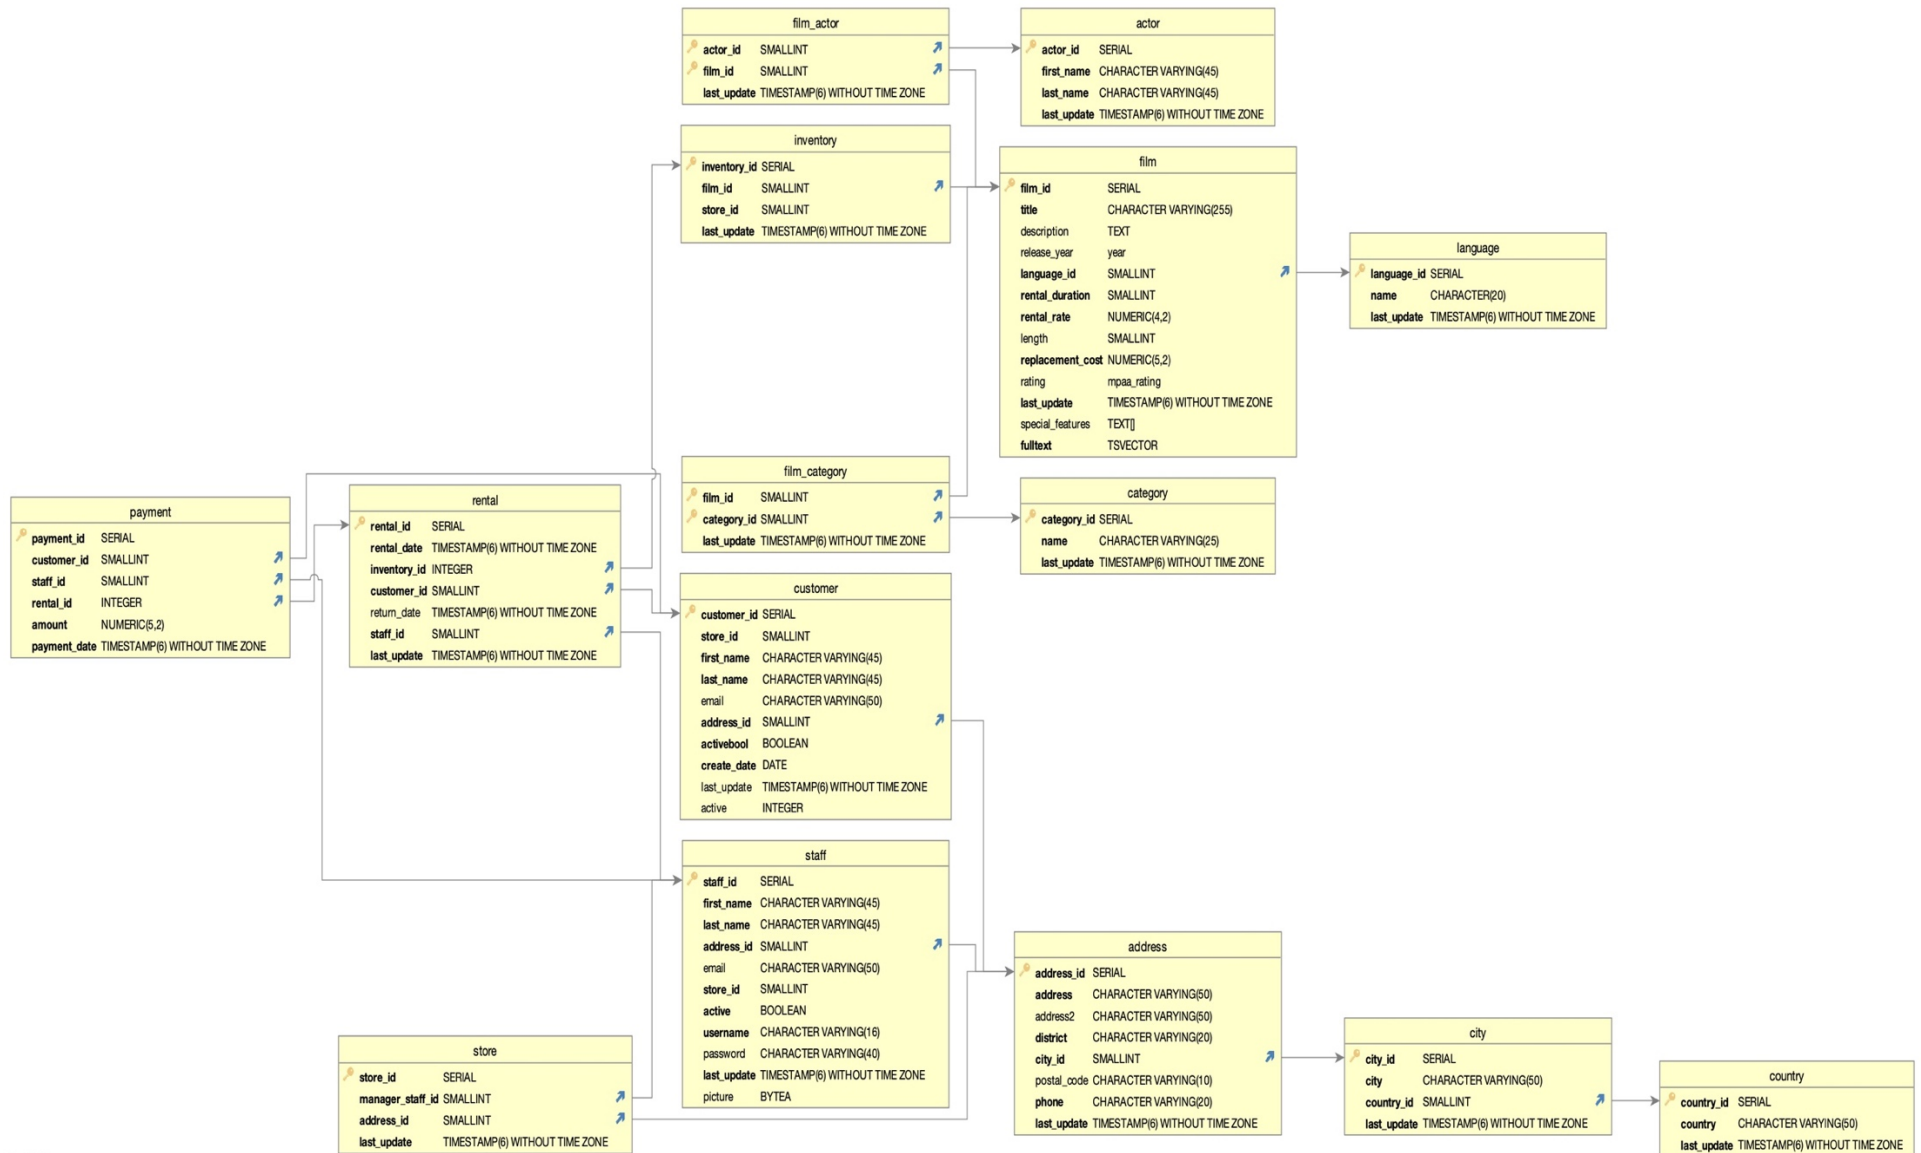 film_actor
actor_id SMALLINT
film_id SMALLINT
last_update TIMESTAMP(6) WITHOUT TIME ZONE
actor
actor_id SERIAL
first_name CHARACTER VARYING(45)
last_name CHARACTER VARYING(45)
last_update TIMESTAMP(6) WITHOUT TIME ZONE
inventory
inventory_id SERIAL
film_id SMALLINT
store_id SMALLINT
last_update TIMESTAMP(6) WITHOUT TIME ZONE
film
film_id SERIAL
title CHARACTER VARYING(255)
description TEXT
release_year year
language_id SMALLINT
rental_duration SMALLINT
rental_rate NUMERIC(4,2)
length SMALLINT
replacement_cost NUMERIC(5,2)
rating mpaa_rating
last_update TIMESTAMP(6) WITHOUT TIME ZONE
special_features TEXT[]
fulltext TSVECTOR
language
language_id SERIAL
name CHARACTER(20)
last_update TIMESTAMP(6) WITHOUT TIME ZONE
payment
payment_id SERIAL
customer_id SMALLINT
staff_id SMALLINT
rental_id INTEGER
amount NUMERIC(5,2)
payment_date TIMESTAMP(6) WITHOUT TIME ZONE
rental
rental_id SERIAL
rental_date TIMESTAMP(6) WITHOUT TIME ZONE
inventory_id INTEGER
customer_id SMALLINT
return_date TIMESTAMP(6) WITHOUT TIME ZONE
staff_id SMALLINT
last_update TIMESTAMP(6) WITHOUT TIME ZONE
film_category
film_id SMALLINT
category_id SMALLINT
last_update TIMESTAMP(6) WITHOUT TIME ZONE
category
category_id SERIAL
name CHARACTER VARYING(25)
last_update TIMESTAMP(6) WITHOUT TIME ZONE
customer
customer_id SERIAL
store_id SMALLINT
first_name CHARACTER VARYING(45)
last_name CHARACTER VARYING(45)
email CHARACTER VARYING(50)
address_id SMALLINT
activebool BOOLEAN
create_date DATE
last_update TIMESTAMP(6) WITHOUT TIME ZONE
active INTEGER
staff
staff_id SERIAL
first_name CHARACTER VARYING(45)
last_name CHARACTER VARYING(45)
address_id SMALLINT
email CHARACTER VARYING(50)
store_id SMALLINT
active BOOLEAN
username CHARACTER VARYING(16)
password CHARACTER VARYING(40)
last_update TIMESTAMP(6) WITHOUT TIME ZONE
picture BYTEA
store
store_id SERIAL
manager_staff_id SMALLINT
address_id SMALLINT
last_update TIMESTAMP(6) WITHOUT TIME ZONE
address
address_id SERIAL
address CHARACTER VARYING(50)
address2 CHARACTER VARYING(50)
district CHARACTER VARYING(20)
city_id SMALLINT
postal_code CHARACTER VARYING(10)
phone CHARACTER VARYING(20)
last_update TIMESTAMP(6) WITHOUT TIME ZONE
city
city_id SERIAL
city CHARACTER VARYING(50)
country_id SMALLINT
last_update TIMESTAMP(6) WITHOUT TIME ZONE
country
country_id SERIAL
country CHARACTER VARYING(50)
last_update TIMESTAMP(6) WITHOUT TIME ZONE